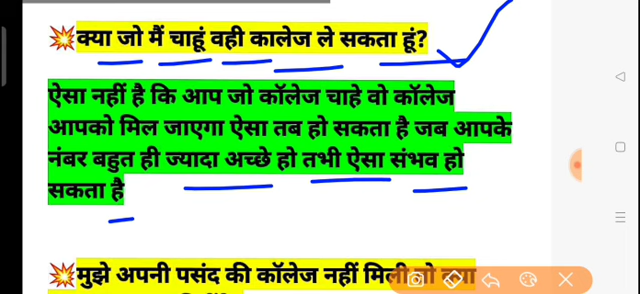 💥क्या जो मैं चाहूं वही कालेज ले सकता हूं?
ऐसा नहीं है कि आप जो कॉलेज चाहे वो कॉलेज
आपको मिल जाएगा ऐसा तब हो सकता है जब आपके
नंबर बहुत ही ज्यादा अच्छे हो तभी ऐसा संभव हो
सकता है
💥मुझे अपनी पसंद की कॉलेज नहीं मिली तो क्या